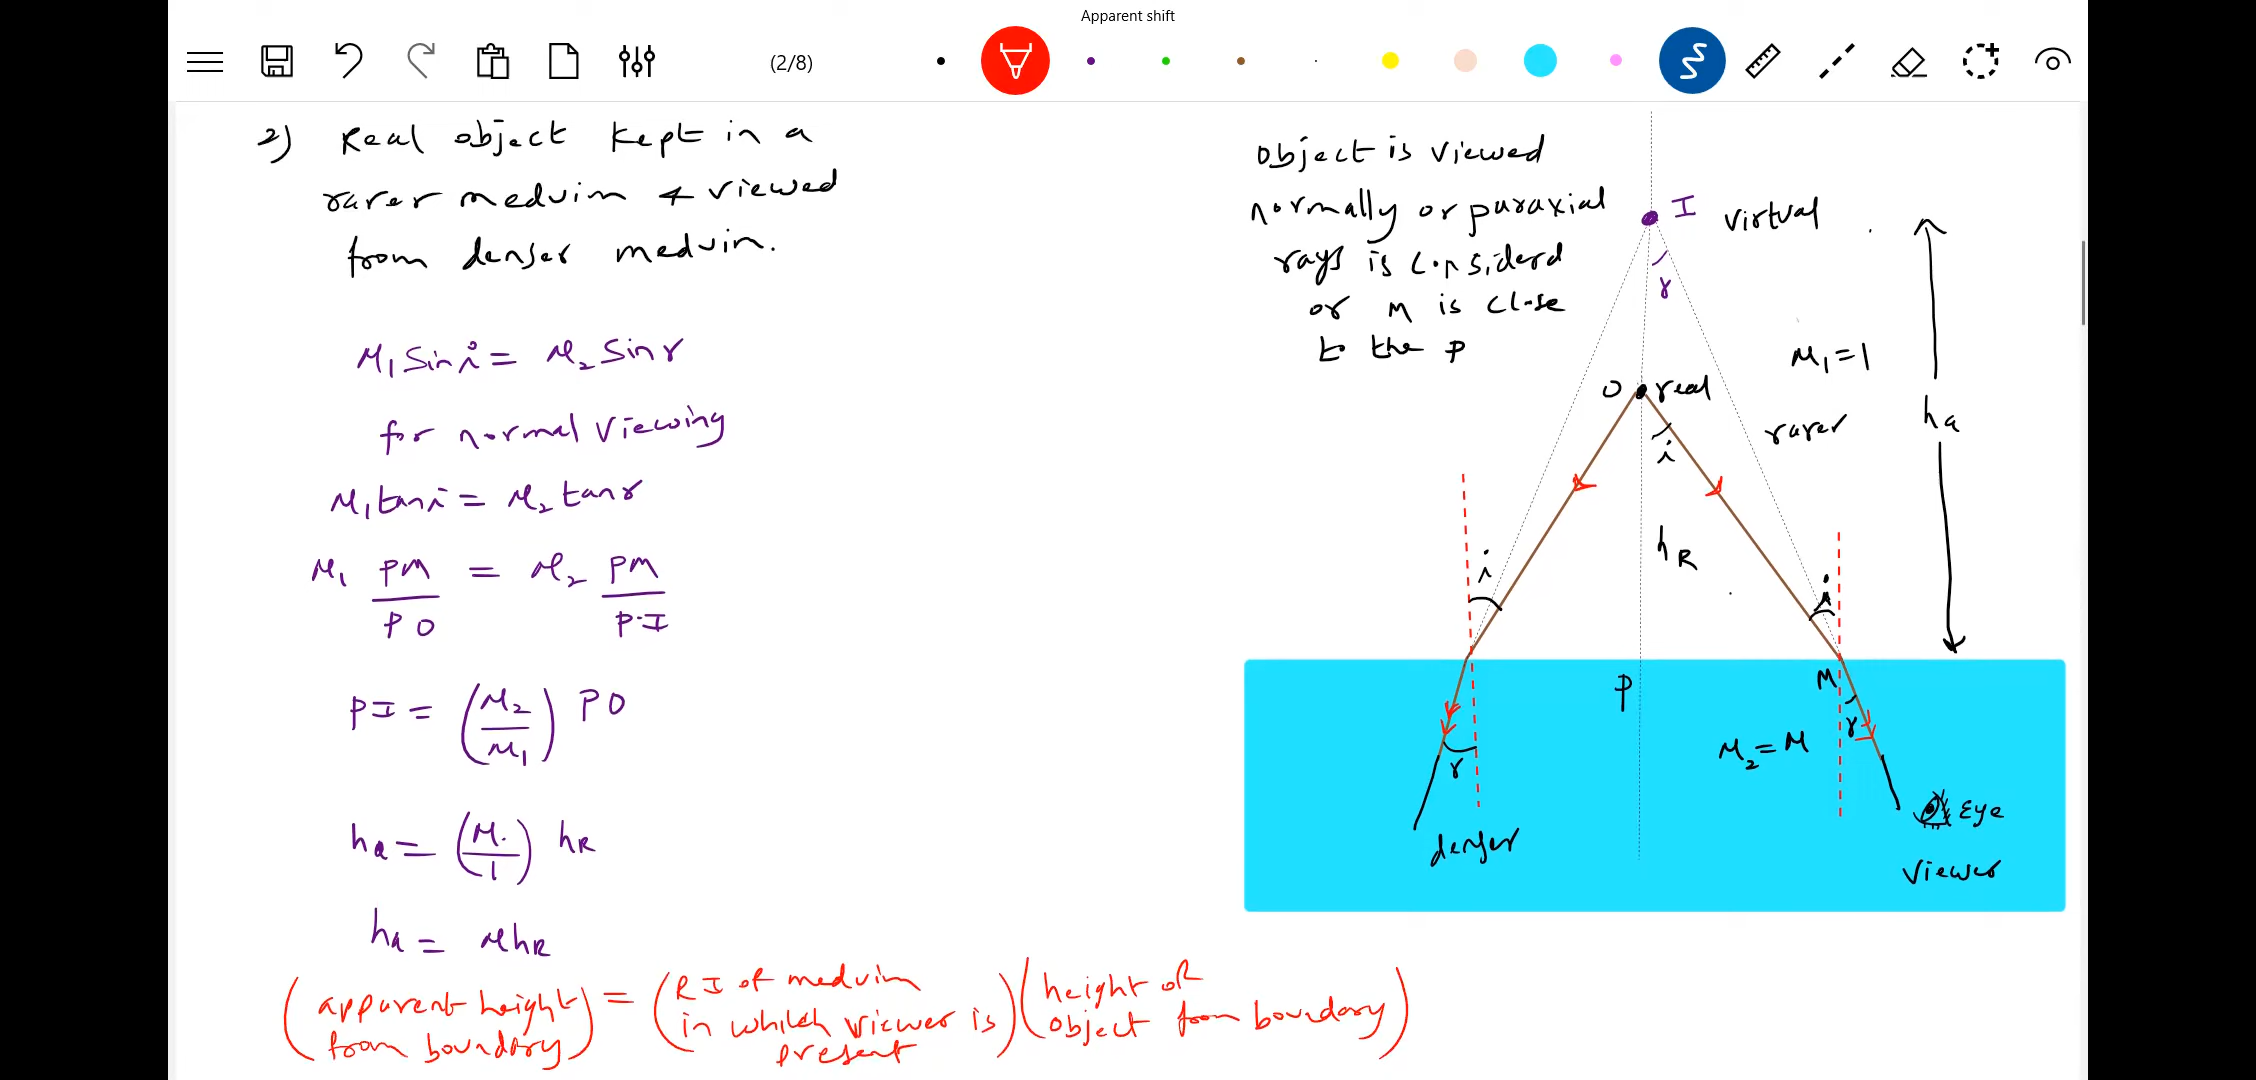 Apparent shift
(2/8)
2) Real object kept in a
rarer meduim & viewed
from denser meduim.
μ₁ sin i = μ₂ sin r
for normal viewing
μ₁ tan i = μ₂ tan r
μ₁ PM/PO = μ₂ PM/PI
PI = (μ₂/μ₁) PO
ha = (μ/1) hR
ha = μhR
(apparent height from boundary) = (RI of meduim in which viewer is present) (height of object from boundary)
object is viewed
normally or paraxial
rays is considerd
or M is close
to the P
I virtual
r
μ₁ = 1
O real
rarer
ha
i
hR
i
i
P
M
μ₂ = μ
r
r
denser
Eye
viewer